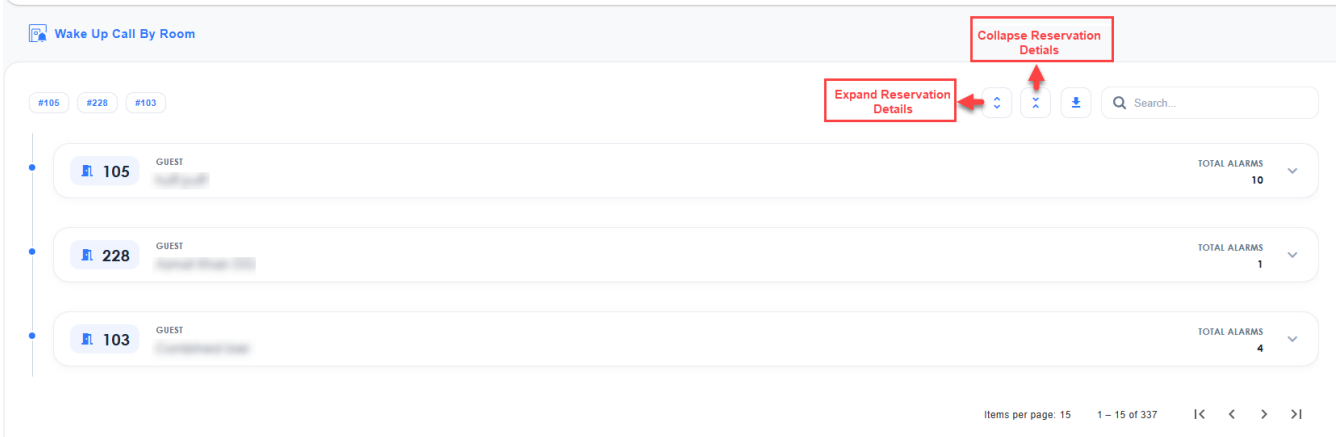 Wake Up Call By Room
Collapse Reservation
Detials
Expand Reservation
Details
#105
#228
#103
Search...
105
GUEST
TOTAL ALARMS
10
228
GUEST
TOTAL ALARMS
1
103
GUEST
TOTAL ALARMS
4
Items per page: 15
1 – 15 of 337